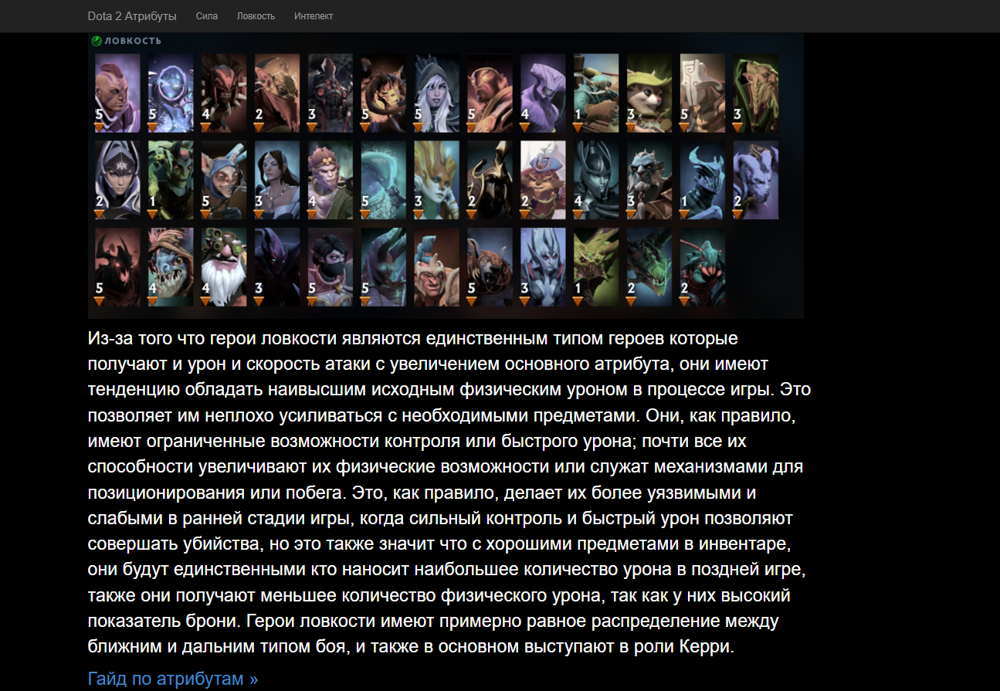 Dota 2 Атрибуты Сила Ловкость Интелект
ЛОВКОСТЬ
5 5 4 2 3 5 5 5 4 1 3 5 3
2 1 5 3 4 5 3 2 2 4 3 1 2
5 4 4 3 5 5 5 3 1 2 2
Из-за того что герои ловкости являются единственным типом героев которые
получают и урон и скорость атаки с увеличением основного атрибута, они имеют
тенденцию обладать наивысшим исходным физическим уроном в процессе игры. Это
позволяет им неплохо усиливаться с необходимыми предметами. Они, как правило,
имеют ограниченные возможности контроля или быстрого урона; почти все их
способности увеличивают их физические возможности или служат механизмами для
позиционирования или побега. Это, как правило, делает их более уязвимыми и
слабыми в ранней стадии игры, когда сильный контроль и быстрый урон позволяют
совершать убийства, но это также значит что с хорошими предметами в инвентаре,
они будут единственными кто наносит наибольшее количество урона в поздней игре,
также они получают меньшее количество физического урона, так как у них высокий
показатель брони. Герои ловкости имеют примерно равное распределение между
ближним и дальним типом боя, и также в основном выступают в роли Керри.
Гайд по атрибутам »